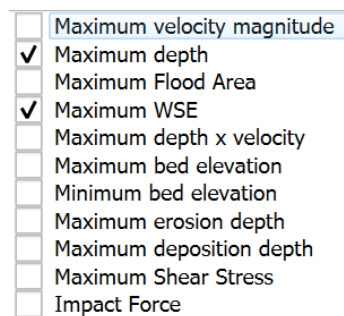 Maximum velocity magnitude
Maximum depth
Maximum Flood Area
Maximum WSE
Maximum depth x velocity
Maximum bed elevation
Minimum bed elevation
Maximum erosion depth
Maximum deposition depth
Maximum Shear Stress
Impact Force